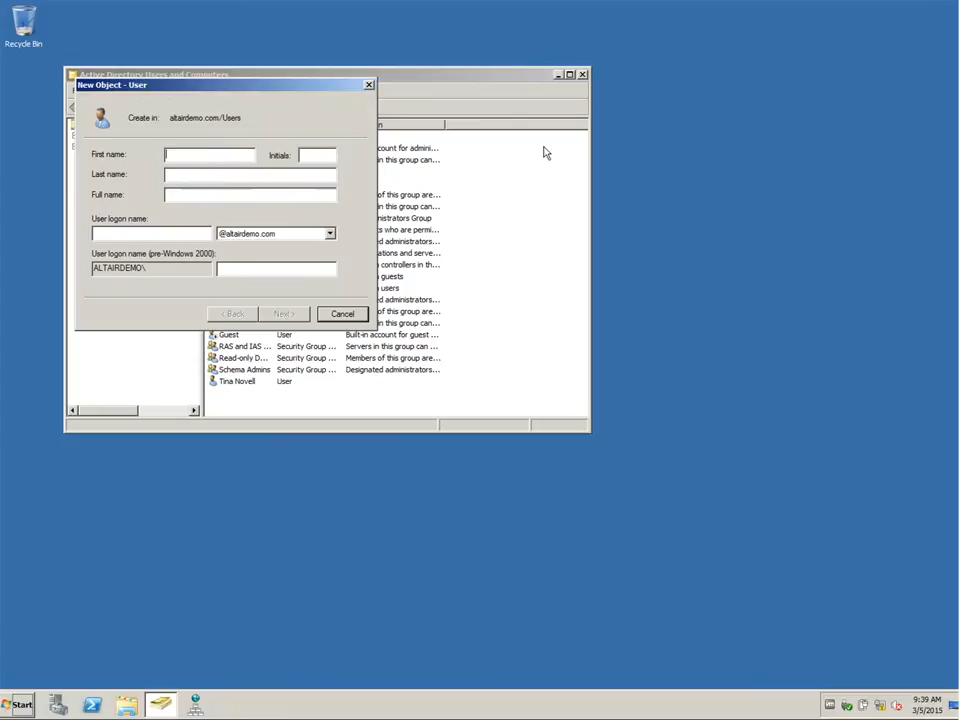 Recycle Bin
Active Directory Users and Computers
New Object - User
Create in: altairdemo.com/Users
First name:
Initials:
Last name:
Full name:
User logon name:
@altairdemo.com
User logon name (pre-Windows 2000):
ALTAIRDEMO\
< Back
Next >
Cancel
count for admini...
in this group can...
of this group are...
in this group can...
ministrators Group
ts who are permi...
ed administrators...
ations and serve...
controllers in th...
guests
users
ed administrators...
of this group are...
in this group can...
Guest User Built-in account for guest ...
RAS and IAS ... Security Group ... Servers in this group can ...
Read-only D... Security Group ... Members of this group are...
Schema Admins Security Group ... Designated administrators...
Tina Novell User
Start
9:39 AM
3/5/2015